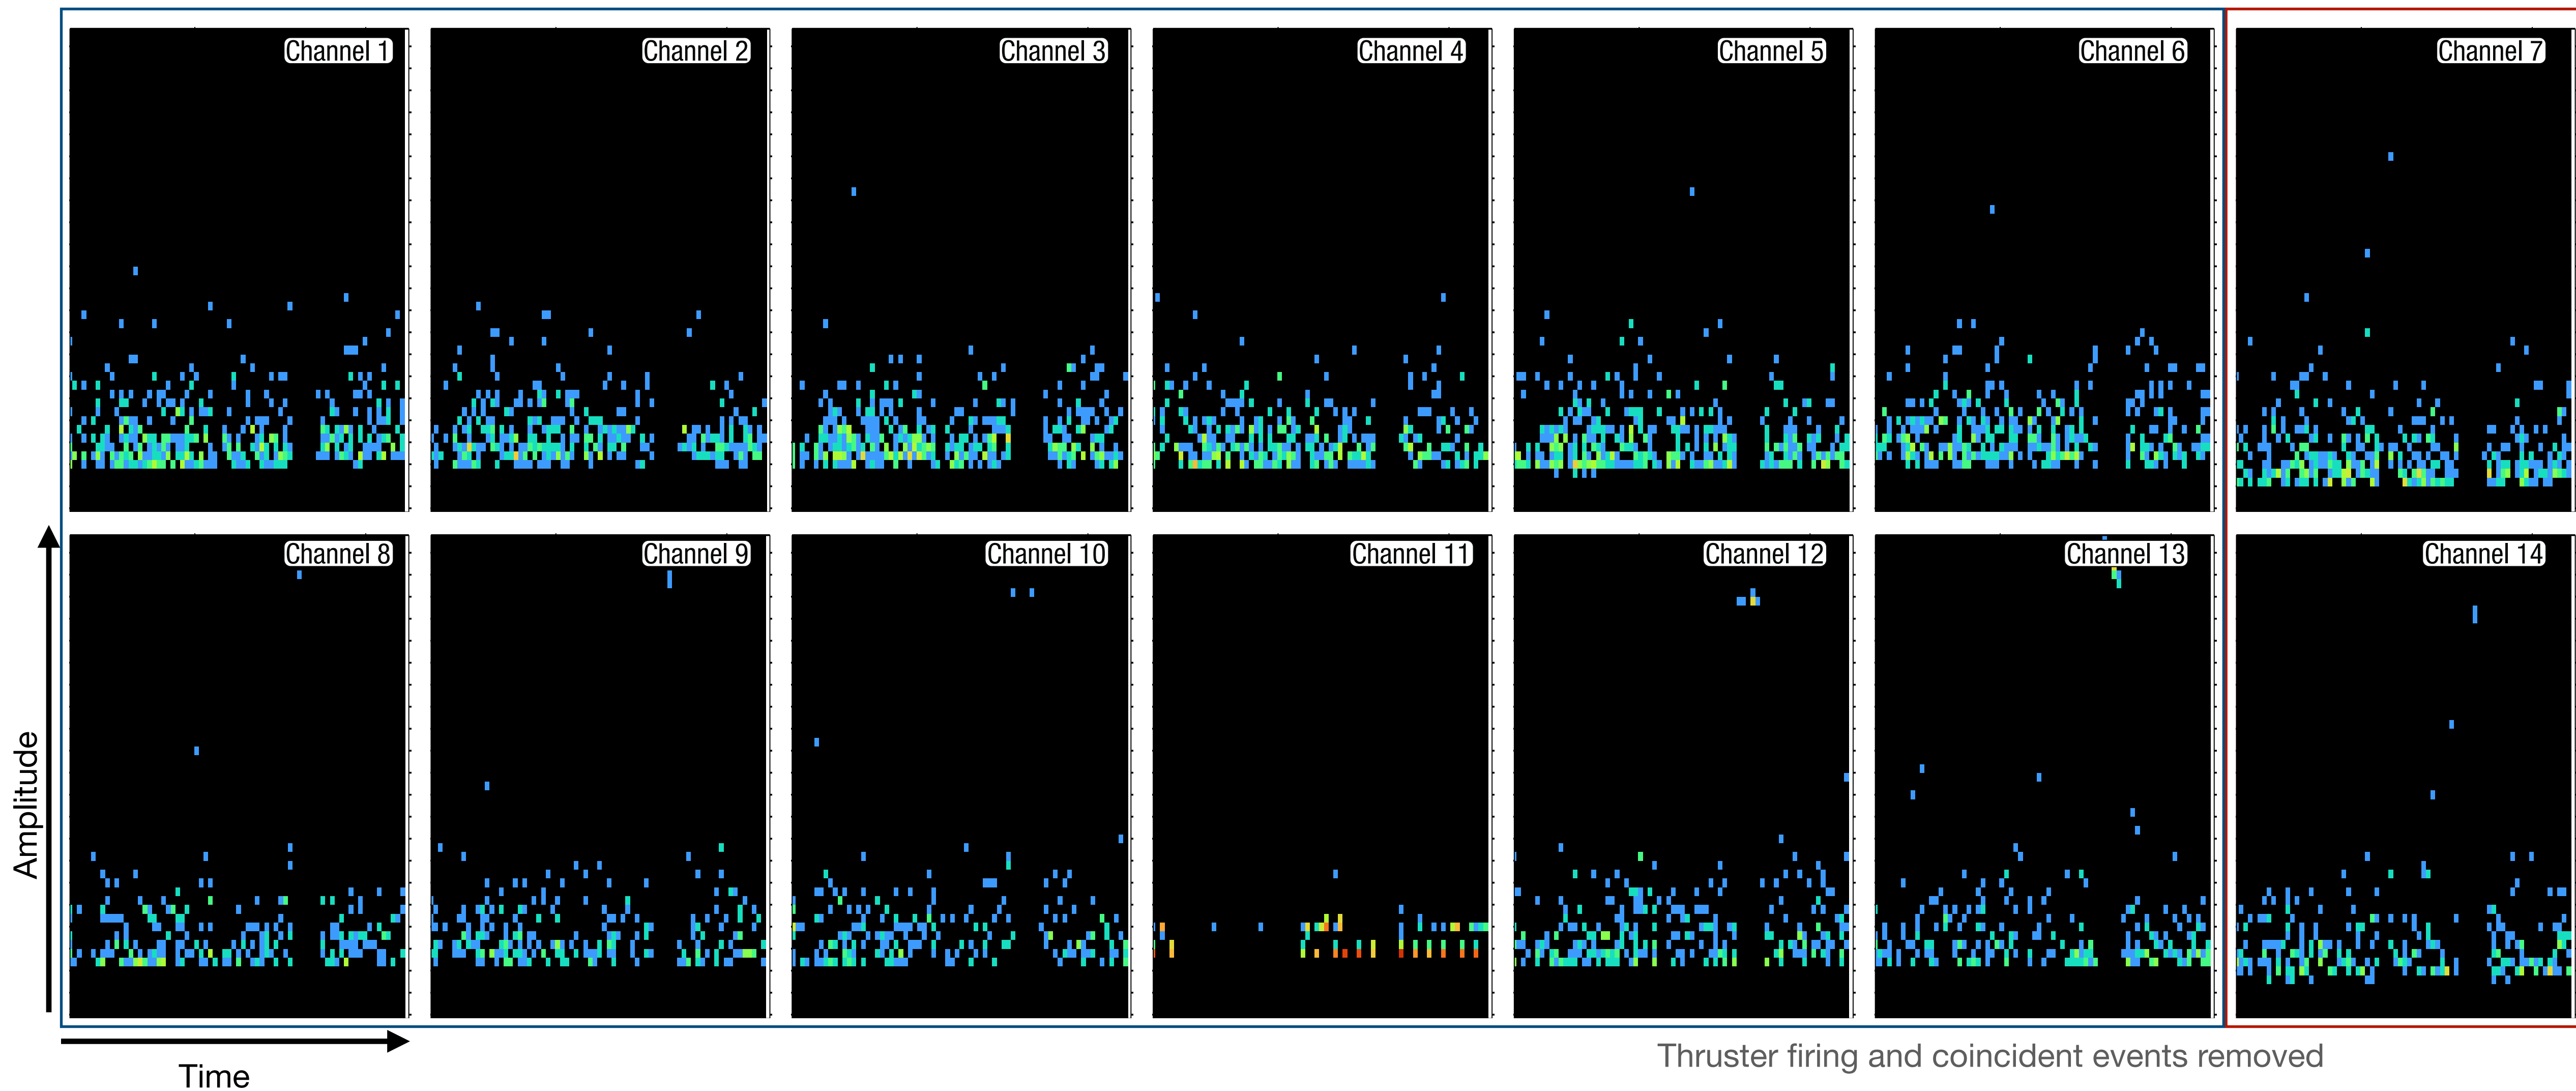 Channel 1
Channel 2
Channel 3
Channel 4
Channel 5
Channel 6
Channel 7
Channel 8
Channel 9
Channel 10
Channel 11
Channel 12
Channel 13
Channel 14
Amplitude
Time
Thruster firing and coincident events removed